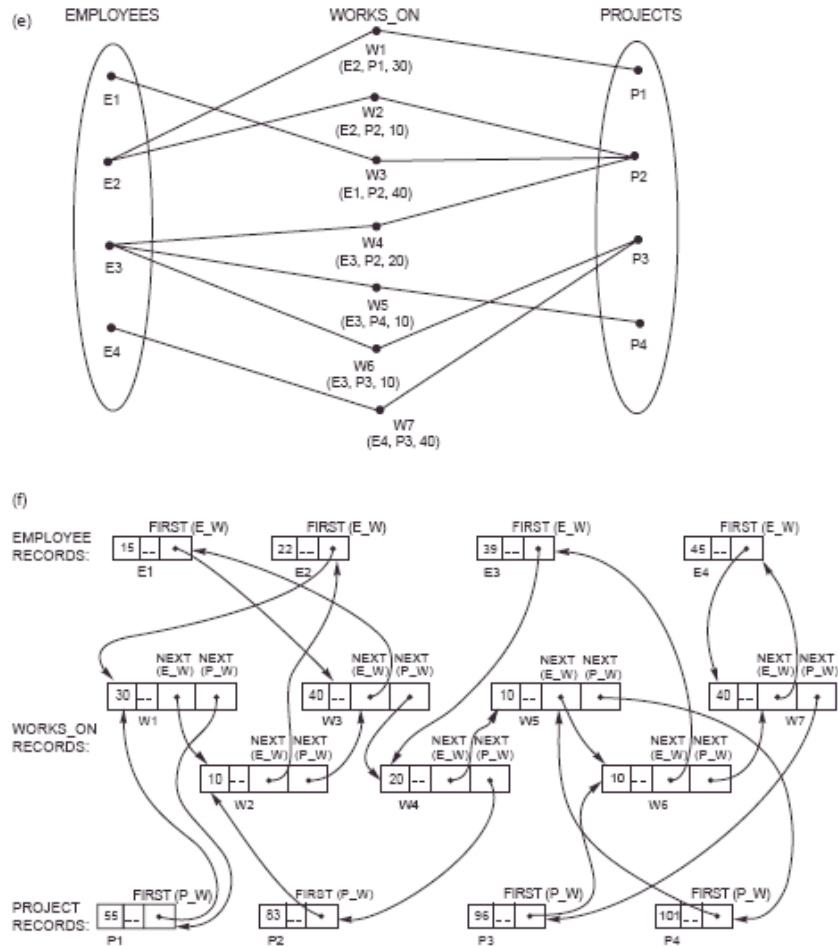 (e)
EMPLOYEES WORKS_ON PROJECTS
W1
(E2, P1, 30)
E1
P1
W2
(E2, P2, 10)
E2
P2
W3
(E1, P2, 40)
W4
(E3, P2, 20)
E3
P3
W5
(E3, P4, 10)
E4
P4
W6
(E3, P3, 10)
W7
(E4, P3, 40)
(f)
FIRST (E_W) FIRST (E_W) FIRST (E_W) FIRST (E_W)
EMPLOYEE
RECORDS:
15 -- 22 -- 39 -- 45 --
E1 E2 E3 E4
NEXT NEXT NEXT NEXT NEXT NEXT NEXT NEXT
(E_W) (P_W) (E_W) (P_W) (E_W) (P_W) (E_W) (P_W)
30 -- 40 -- 10 -- 40 --
W1 W3 W5 W7
WORKS_ON
RECORDS:
NEXT NEXT NEXT NEXT NEXT NEXT
(E_W) (P_W) (E_W) (P_W) (E_W) (P_W)
10 -- 20 -- 10 --
W2 W4 W6
FIRST (P_W) FIRST (P_W) FIRST (P_W) FIRST (P_W)
PROJECT
RECORDS:
55 -- 83 -- 96 -- 101 --
P1 P2 P3 P4